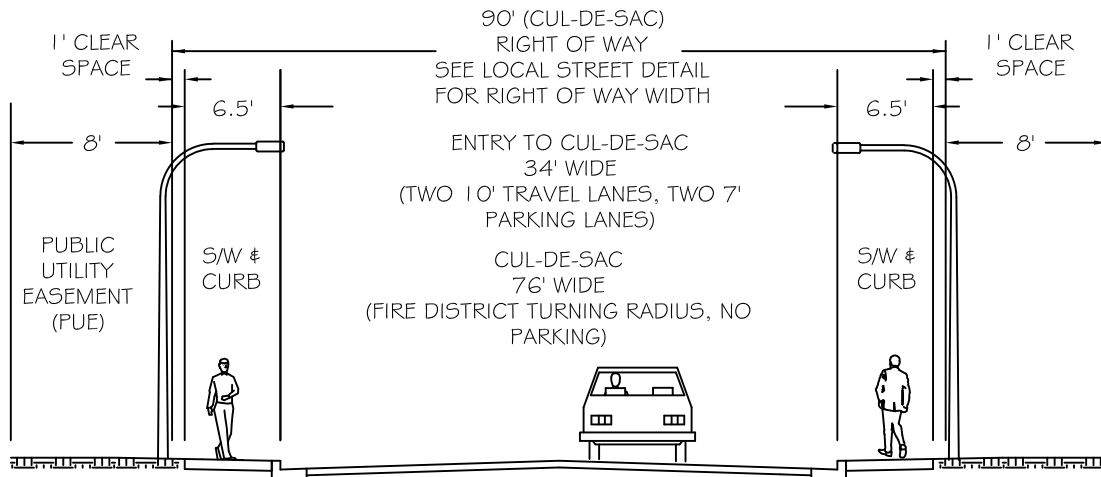 90' (CUL-DE-SAC)
RIGHT OF WAY
SEE LOCAL STREET DETAIL
FOR RIGHT OF WAY WIDTH
1' CLEAR
SPACE
1' CLEAR
SPACE
6.5'
6.5'
8'
8'
ENTRY TO CUL-DE-SAC
34' WIDE
(TWO 10' TRAVEL LANES, TWO 7'
PARKING LANES)
PUBLIC
UTILITY
EASEMENT
(PUE)
S/W &
CURB
CUL-DE-SAC
76' WIDE
(FIRE DISTRICT TURNING RADIUS, NO
PARKING)
S/W &
CURB